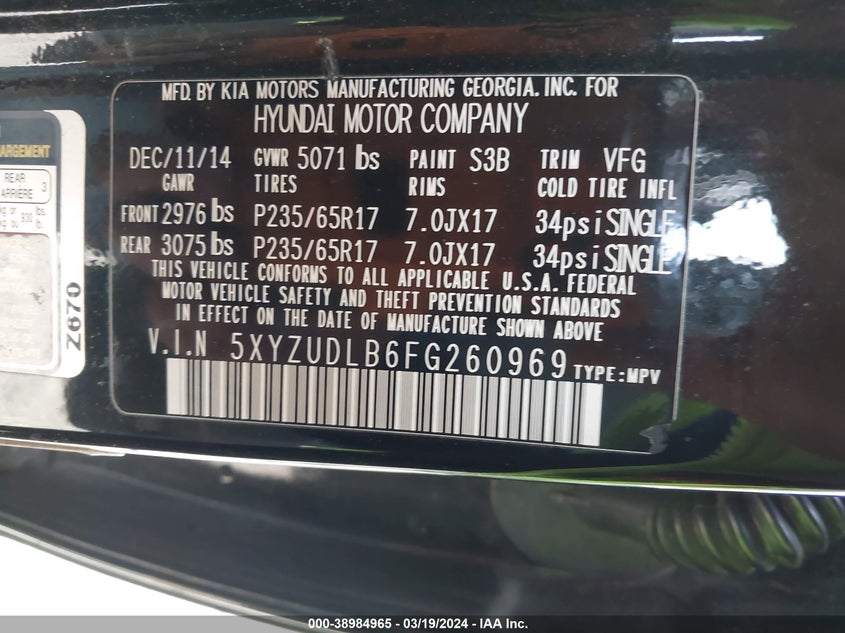 MFD. BY KIA MOTORS MANUFACTURING GEORGIA. INC. FOR
HYUNDAI MOTOR COMPANY
DEC/11/14 GVWR 5071 lbs PAINT S3B TRIM VFG
GAWR TIRES RIMS COLD TIRE INFL
FRONT 2976 lbs P235/65R17 7.0JX17 34psi SINGLE
REAR 3075 lbs P235/65R17 7.0JX17 34psi SINGLE
THIS VEHICLE CONFORMS TO ALL APPLICABLE U.S.A. FEDERAL
MOTOR VEHICLE SAFETY AND THEFT PREVENTION STANDARDS
IN EFFECT ON THE DATE OF MANUFACTURE SHOWN ABOVE
V.I.N 5XYZUDLB6FG260969 TYPE:MPV
REAR
ARRIERE 3
Z670
000-38984965 - 03/19/2024 - IAA Inc.